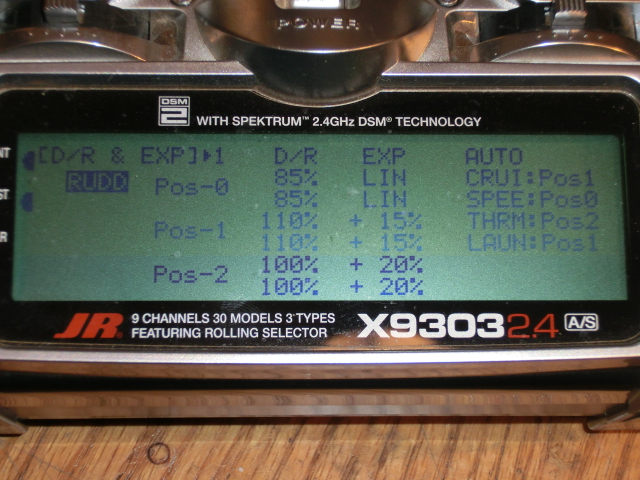 POWER
DSM 2 WITH SPEKTRUM™ 2.4GHz DSM® TECHNOLOGY
[D/R & EXP]▸1 D/R EXP AUTO
RUDD Pos-0 85% LIN CRUI:Pos1
85% LIN SPEE:Pos0
Pos-1 110% + 15% THRM:Pos2
110% + 15% LAUN:Pos1
Pos-2 100% + 20%
100% + 20%
JR® 9 CHANNELS 30 MODELS 3 TYPES
FEATURING ROLLING SELECTOR
X9303 2.4 A/S